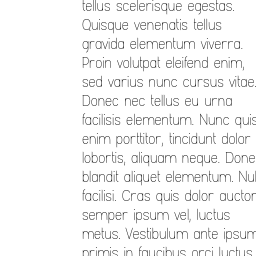 tellus scelerisque egestas.
Quisque venenatis tellus
gravida elementum viverra.
Proin volutpat eleifend enim,
sed varius nunc cursus vitae.
Donec nec tellus eu urna
facilisis elementum. Nunc quis
enim porttitor, tincidunt dolor
lobortis, aliquam neque. Done
blandit aliquet elementum. Nul
facilisi. Cras quis dolor auctor
semper ipsum vel, luctus
metus. Vestibulum ante ipsum
primis in faucibus orci luctus